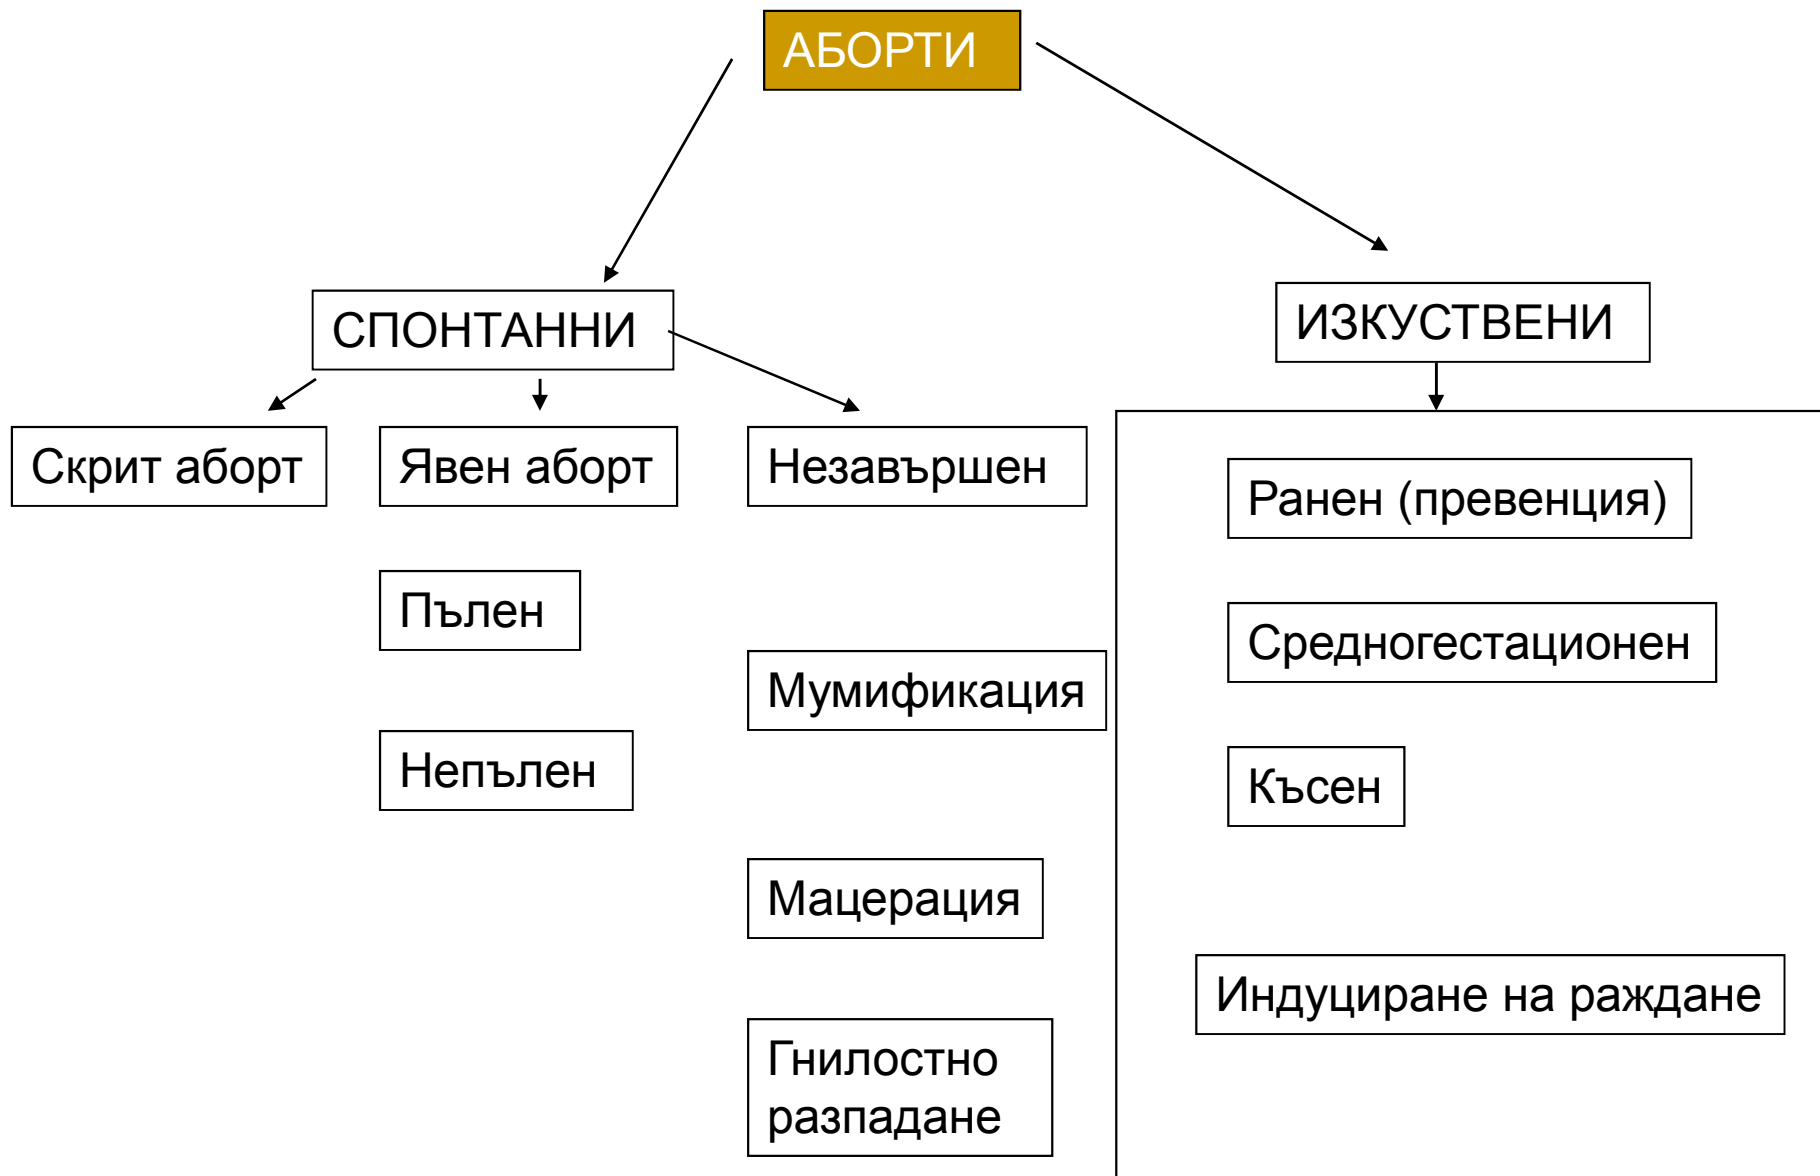 АБОРТИ
СПОНТАННИ
ИЗКУСТВЕНИ
Скрит аборт
Явен аборт
Незавършен
Ранен (превенция)
Пълен
Средногестационен
Мумификация
Непълен
Късен
Мацерация
Индуциране на раждане
Гнилостно
разпадане